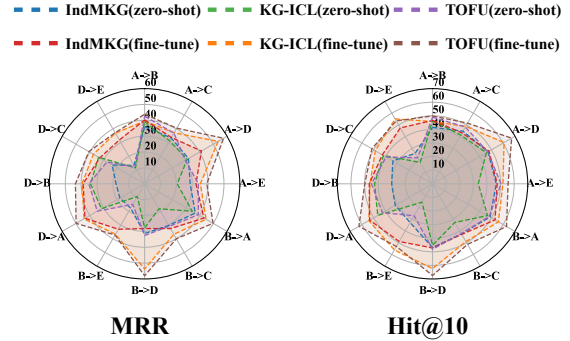 IndMKG(zero-shot) KG-ICL(zero-shot) TOFU(zero-shot)
IndMKG(fine-tune) KG-ICL(fine-tune) TOFU(fine-tune)
A->B
A->C
A->D
A->E
B->A
B->C
B->D
B->E
D->A
D->B
D->C
D->E
60
50
40
30
20
10
MRR
A->B
A->C
A->D
A->E
B->A
B->C
B->D
B->E
D->A
D->B
D->C
D->E
70
60
50
40
30
20
10
Hit@10